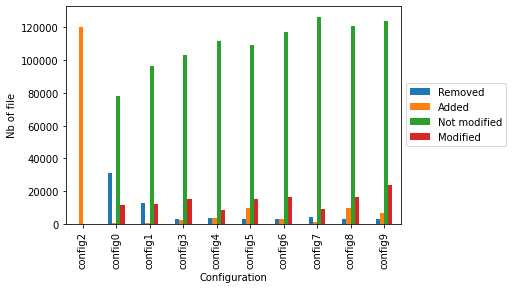 120000
100000
80000
60000
40000
20000
0
Nb of file
config2
config0
config1
config3
config4
config5
config6
config7
config8
config9
Configuration
Removed
Added
Not modified
Modified